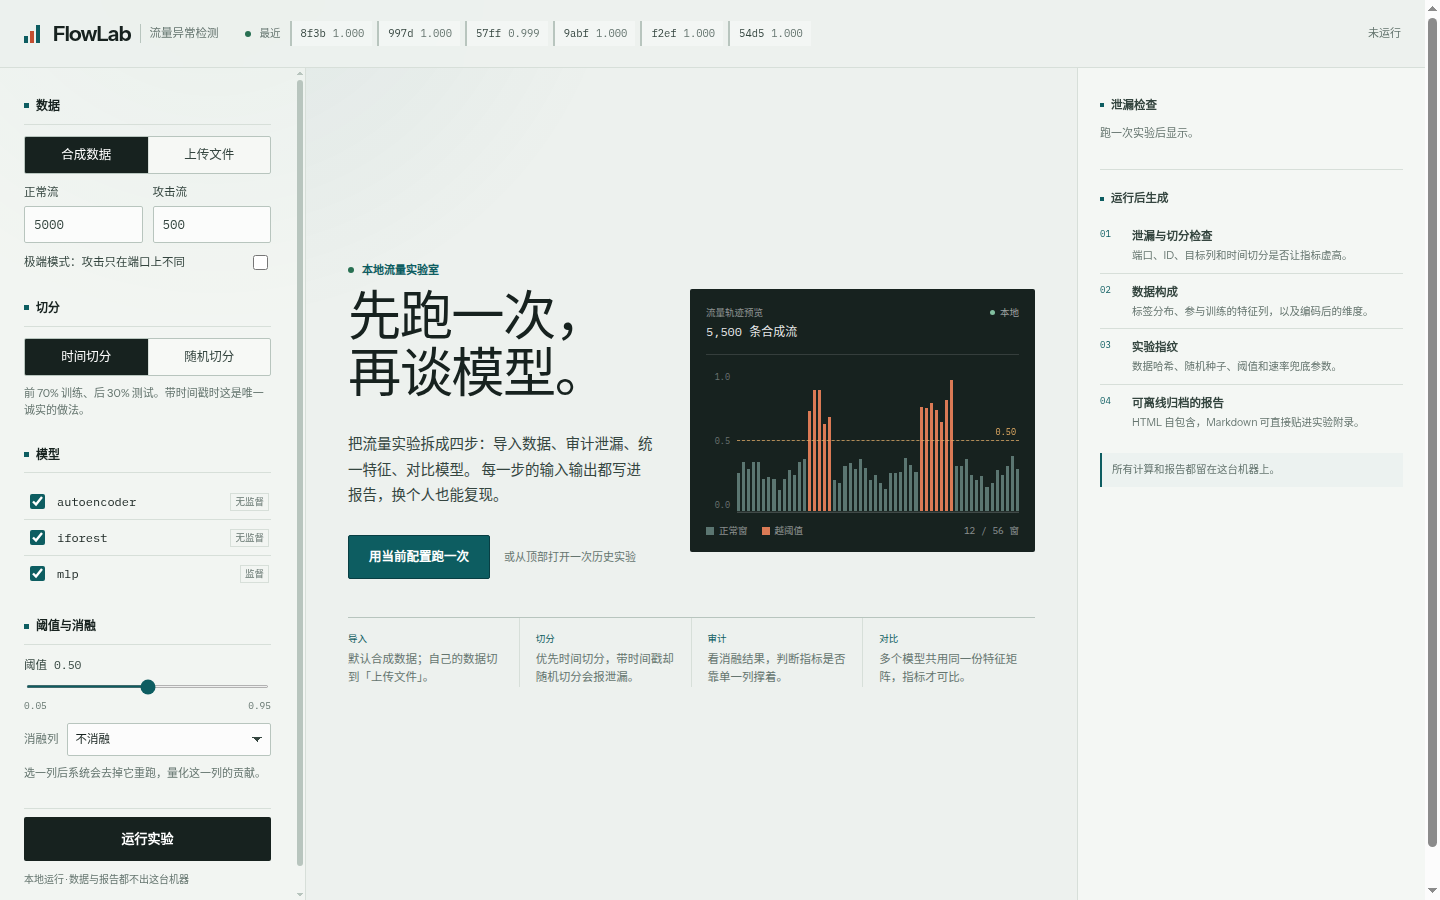 FlowLab 流量异常检测 最近 8f3b 1.000 997d 1.000 57ff 0.999 9abf 1.000 f2ef 1.000 54d5 1.000 未运行
数据
合成数据 上传文件
正常流 攻击流
5000 500
极端模式：攻击只在端口上不同
切分
时间切分 随机切分
前 70% 训练、后 30% 测试。带时间戳时这是唯一
诚实的做法。
模型
autoencoder 无监督
iforest 无监督
mlp 监督
阈值与消融
阈值 0.50
0.05 0.95
消融列 不消融
选一列后系统会去掉它重跑，量化这一列的贡献。
运行实验
本地运行·数据与报告都不出这台机器
本地流量实验室
先跑一次，
再谈模型。
把流量实验拆成四步：导入数据、审计泄漏、统
一特征、对比模型。每一步的输入输出都写进
报告，换个人也能复现。
用当前配置跑一次 或从顶部打开一次历史实验
流量轨迹预览 本地
5,500 条合成流
1.0
0.50
0.5
0.0
正常窗 越阈值 12 / 56 窗
导入
默认合成数据；自己的数据切
到「上传文件」。
切分
优先时间切分，带时间戳却
随机切分会报泄漏。
审计
看消融结果，判断指标是否
靠单一列撑着。
对比
多个模型共用同一份特征矩
阵，指标才可比。
泄漏检查
跑一次实验后显示。
运行后生成
01 泄漏与切分检查
端口、ID、目标列和时间切分是否让指标虚高。
02 数据构成
标签分布、参与训练的特征列，以及编码后的维度。
03 实验指纹
数据哈希、随机种子、阈值和速率兜底参数。
04 可离线归档的报告
HTML 自包含，Markdown 可直接贴进实验附录。
所有计算和报告都留在这台机器上。